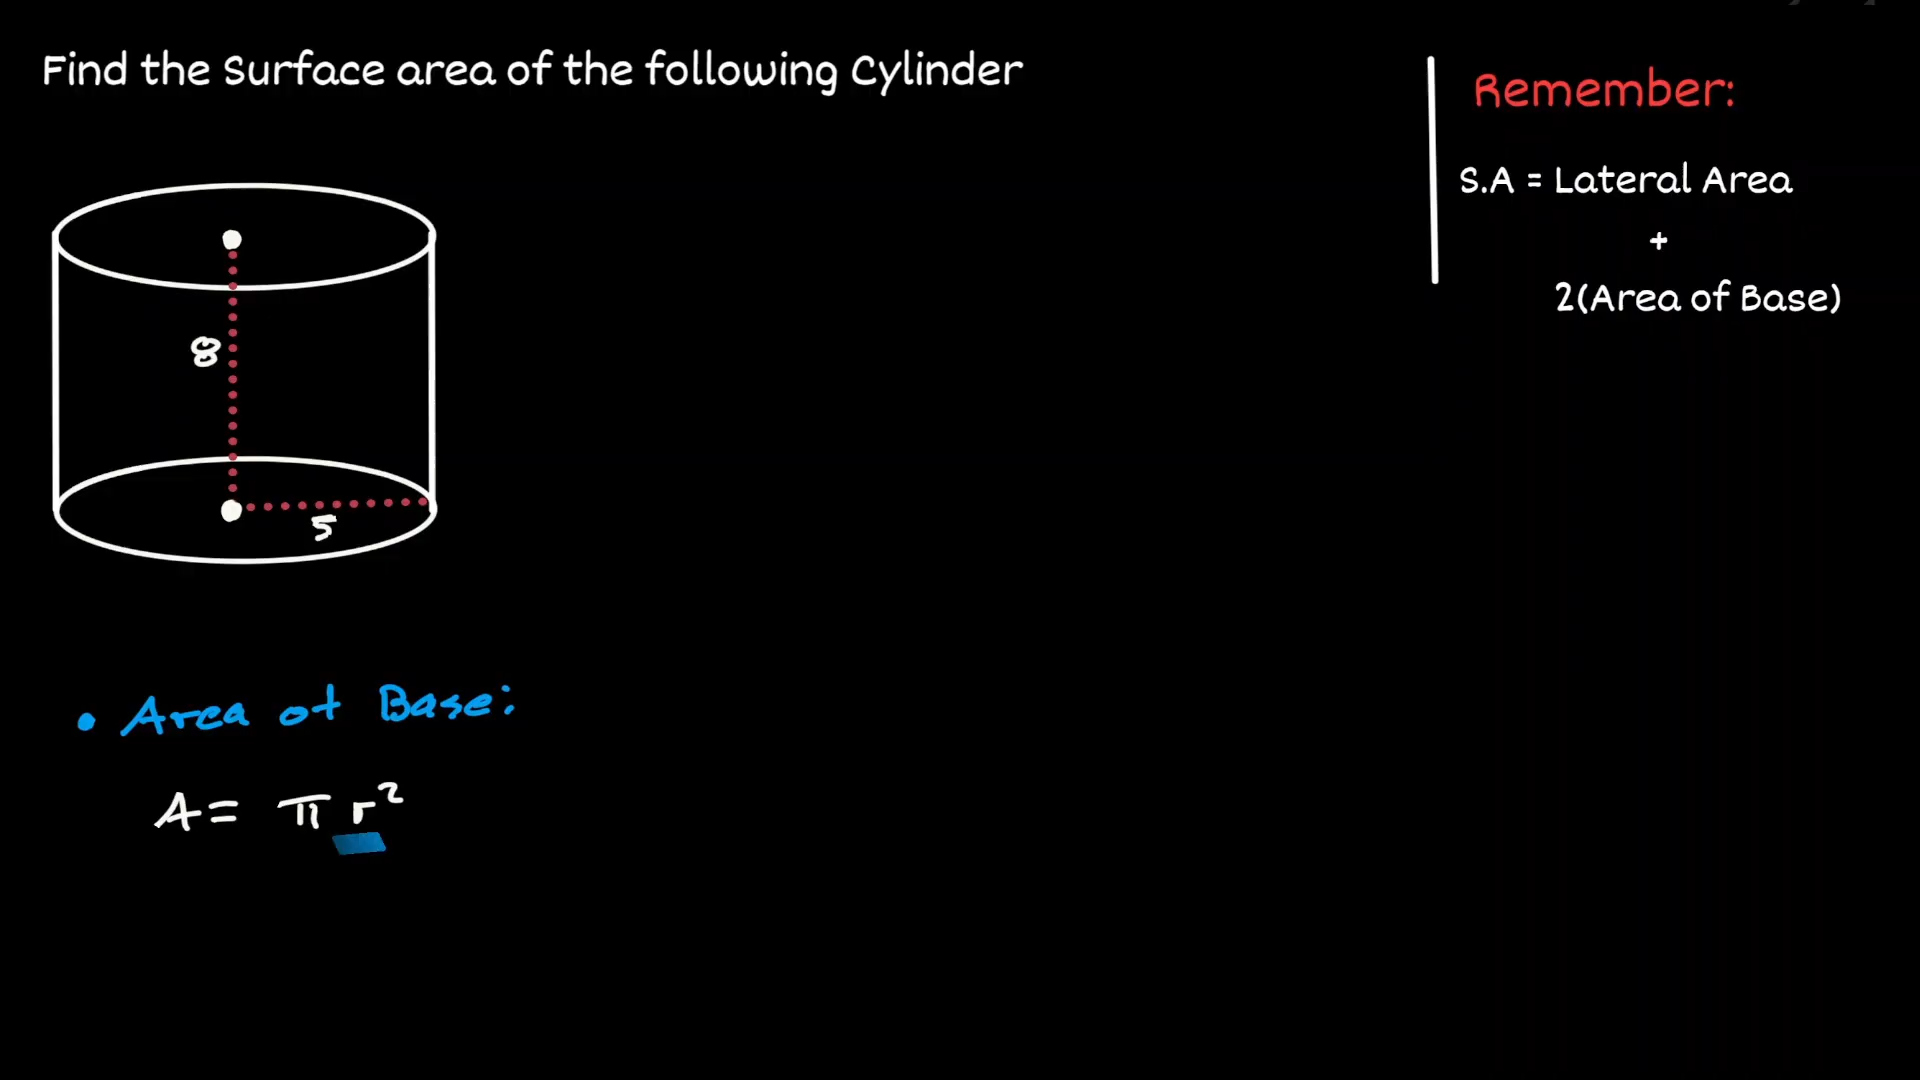 Find the Surface area of the following Cylinder
Remember:
S.A = Lateral Area
+
2(Area of Base)
8
5
• Area of Base:
A = π r²